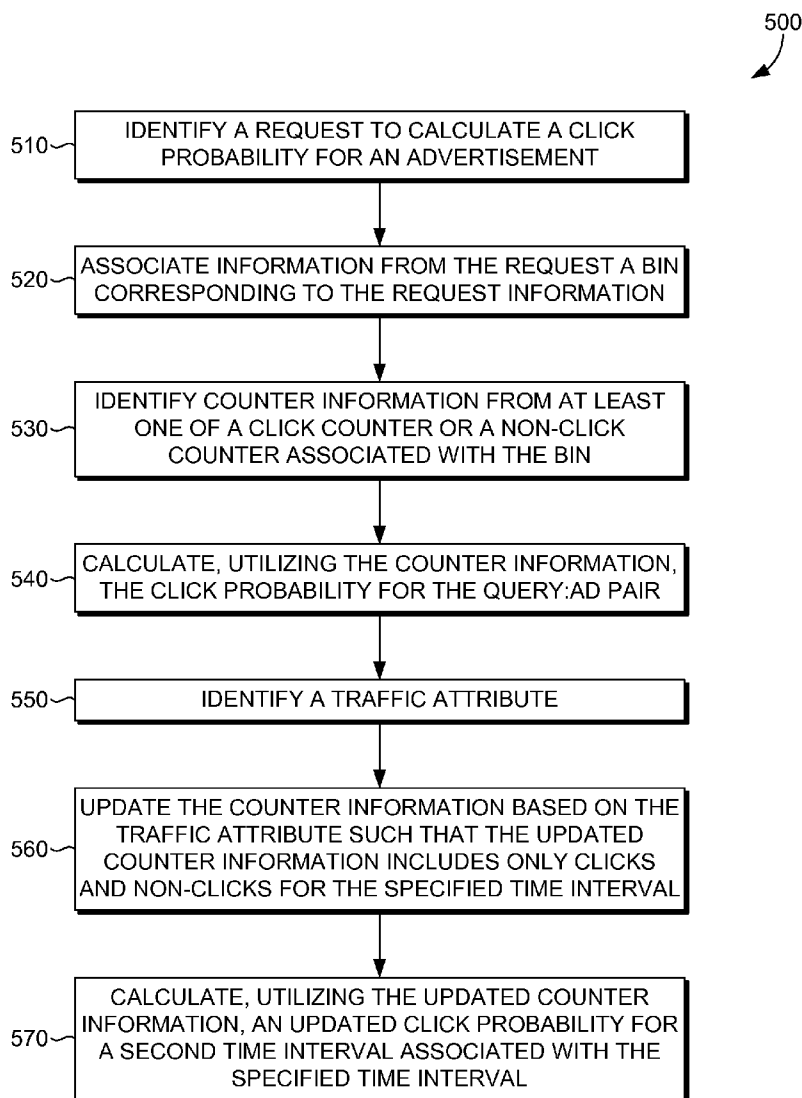 500
510
IDENTIFY A REQUEST TO CALCULATE A CLICK
PROBABILITY FOR AN ADVERTISEMENT
520
ASSOCIATE INFORMATION FROM THE REQUEST A BIN
CORRESPONDING TO THE REQUEST INFORMATION
530
IDENTIFY COUNTER INFORMATION FROM AT LEAST
ONE OF A CLICK COUNTER OR A NON-CLICK
COUNTER ASSOCIATED WITH THE BIN
540
CALCULATE, UTILIZING THE COUNTER INFORMATION,
THE CLICK PROBABILITY FOR THE QUERY:AD PAIR
550
IDENTIFY A TRAFFIC ATTRIBUTE
560
UPDATE THE COUNTER INFORMATION BASED ON THE
TRAFFIC ATTRIBUTE SUCH THAT THE UPDATED
COUNTER INFORMATION INCLUDES ONLY CLICKS
AND NON-CLICKS FOR THE SPECIFIED TIME INTERVAL
570
CALCULATE, UTILIZING THE UPDATED COUNTER
INFORMATION, AN UPDATED CLICK PROBABILITY FOR
A SECOND TIME INTERVAL ASSOCIATED WITH THE
SPECIFIED TIME INTERVAL